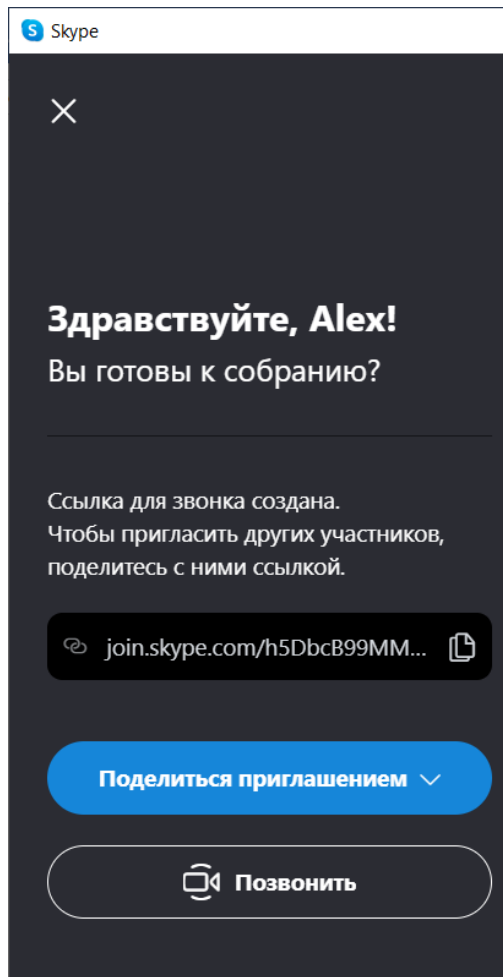 Skype
Здравствуйте, Alex!
Вы готовы к собранию?
Ссылка для звонка создана.
Чтобы пригласить других участников,
поделитесь с ними ссылкой.
join.skype.com/h5DbcB99MM...
Поделиться приглашением
Позвонить